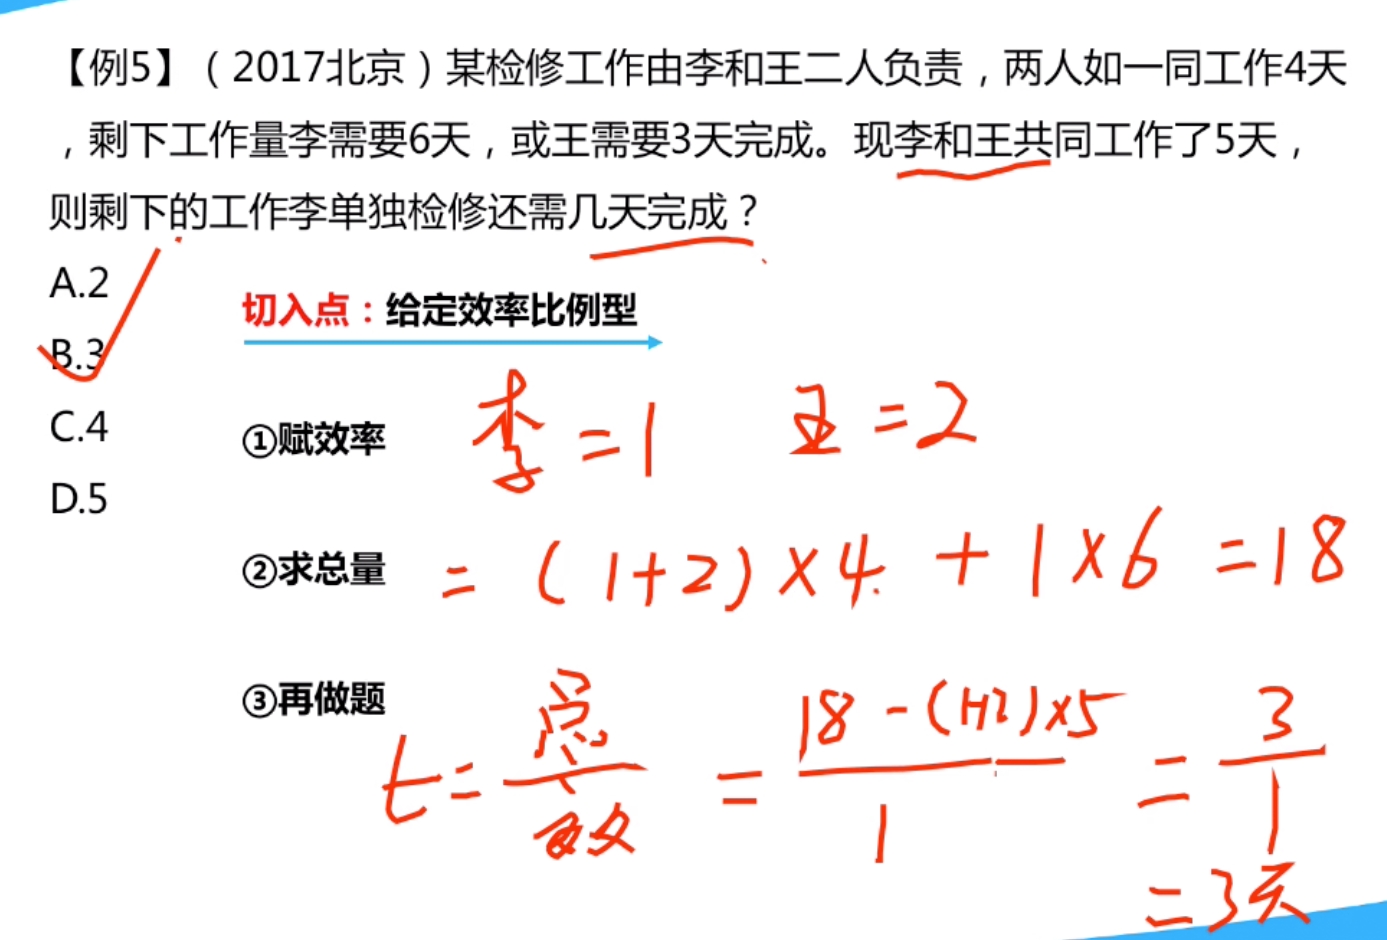 【例5】（2017北京）某检修工作由李和王二人负责，两人如一同工作4天
，剩下工作量李需要6天，或王需要3天完成。现李和王共同工作了5天，
则剩下的工作李单独检修还需几天完成？
A.2
B.3
C.4
D.5
切入点：给定效率比例型
①赋效率 李=1 王=2
②求总量 =(1+2)×4+1×6=18
③再做题
t=总/效=18-(1+2)×5/1=3/1
=3天